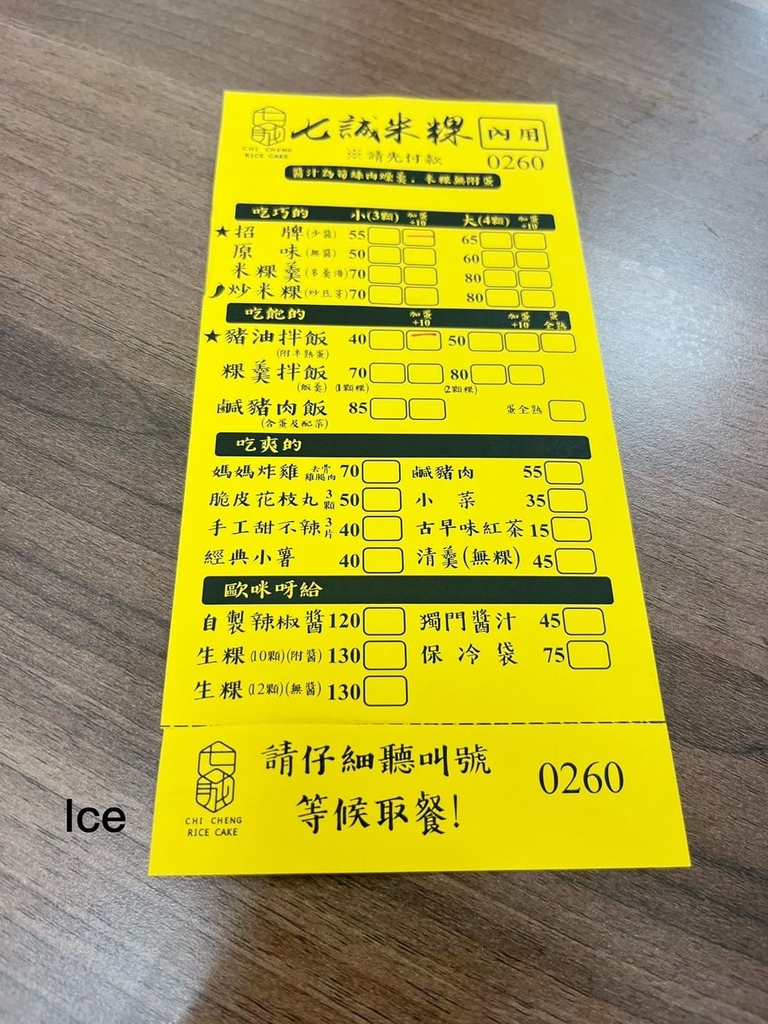 七誠米粿 內用
CHI CHENG
RICE CAKE
※請先付款 0260
醬汁為筍絲肉燥羹,米粿無附蛋
吃巧的 小(3顆) 加蛋+10 大(4顆) 加蛋+10
★招牌(少醬) 55 65
原味(無醬) 50 60
米粿羹(多羹湯) 70 80
炒米粿(炒豆芽) 70 80
吃飽的 加蛋+10 加蛋+10 蛋全熟
★豬油拌飯 40 50
(附半熟蛋)
粿羹拌飯 70 80
(飯羹) (1顆粿) (2顆粿)
鹹豬肉飯 85 蛋全熟
(含蛋及配菜)
吃爽的
媽媽炸雞 去骨雞腿肉 70 鹹豬肉 55
脆皮花枝丸 3顆 50 小菜 35
手工甜不辣 3片 40 古早味紅茶 15
經典小薯 40 清羹(無粿) 45
歐咪呀給
自製辣椒醬 120 獨門醬汁 45
生粿(10顆)(附醬) 130 保冷袋 75
生粿(12顆)(無醬) 130
請仔細聽叫號 0260
等候取餐!
CHI CHENG
RICE CAKE
Ice